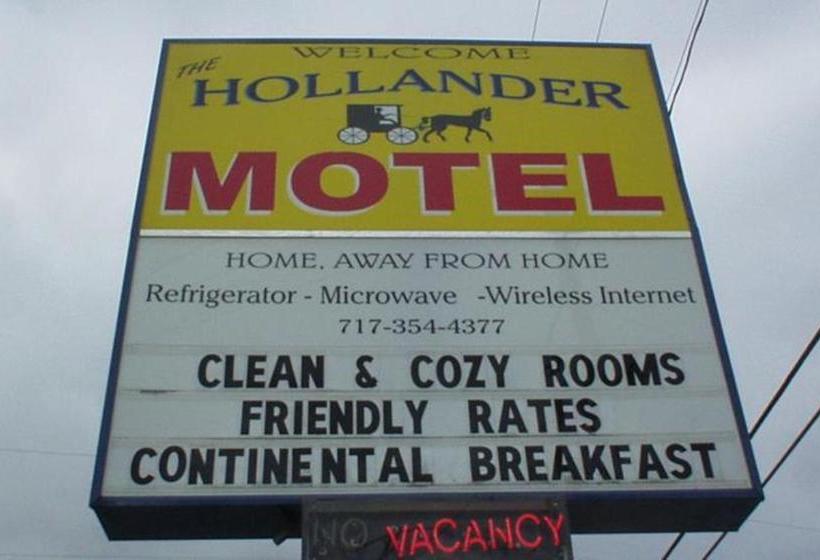 WELCOME
THE
HOLLANDER
MOTEL
HOME, AWAY FROM HOME
Refrigerator - Microwave -Wireless Internet
717-354-4377
CLEAN & COZY ROOMS
FRIENDLY RATES
CONTINENTAL BREAKFAST
NO VACANCY